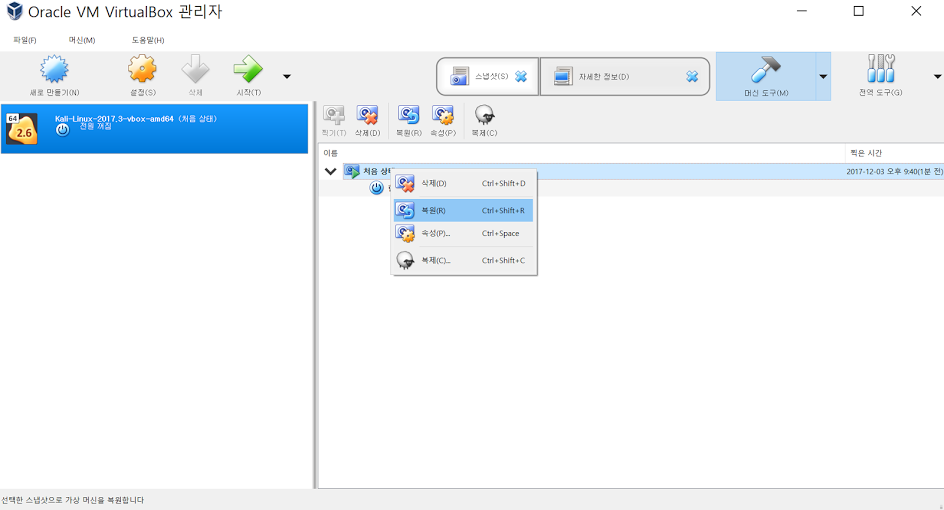 Oracle VM VirtualBox 관리자
파일(F) 머신(M) 도움말(H)
새로 만들기(N) 설정(S) 삭제 시작(T)
스냅샷(S) 자세한 정보(D)
머신 도구(M) 전역 도구(G)
64
2.6
Kali-Linux-2017.3-vbox-amd64 (처음 상태)
전원 꺼짐
찍기(T) 삭제(D) 복원(R) 속성(P) 복제(C)
이름 찍은 시간
처음 상태 2017-12-03 오후 9:40(1분 전)
삭제(D) Ctrl+Shift+D
복원(R) Ctrl+Shift+R
속성(P)... Ctrl+Space
복제(C)... Ctrl+Shift+C
선택한 스냅샷으로 가상 머신을 복원합니다